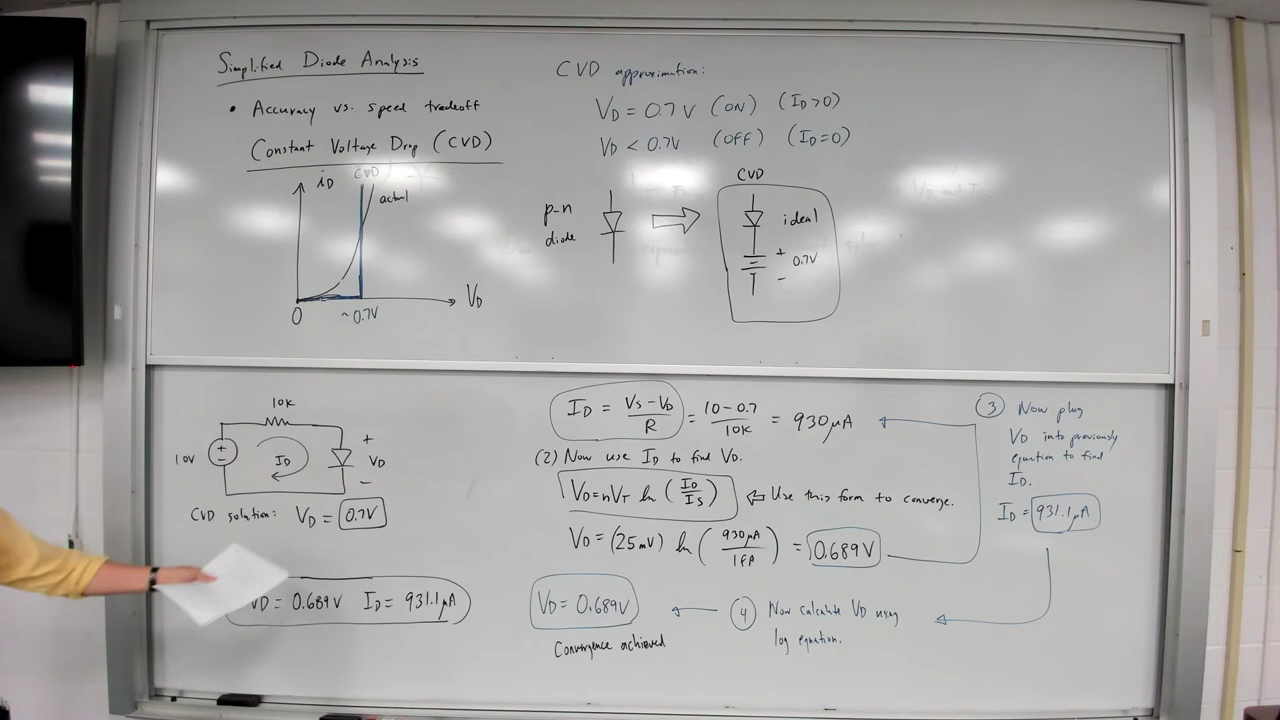 Simplified Diode Analysis
• Accuracy vs. speed tradeoff
Constant Voltage Drop (CVD)
iD
CVD
actual
0
~0.7V
VD
CVD approximation:
VD = 0.7V (ON) (ID>0)
VD < 0.7V (OFF) (ID=0)
p-n
diode
CVD
ideal
+
0.7V
-
10K
10V
+
-
ID
+
VD
-
CVD solution: VD = 0.7V
VD = 0.689V ID = 931.1μA
ID = VS-VD / R = 10-0.7 / 10K = 930μA
(2) Now use ID to find VD.
VD = nVT ln (ID/IS) ⇐ Use this form to converge.
VD = (25mV) ln (930μA / 1fA) = 0.689V
3 Now plug
VD into previously
equation to find
ID.
ID = 931.1μA
4 Now calculate VD using
log equation.
VD = 0.689V
Convergence achieved